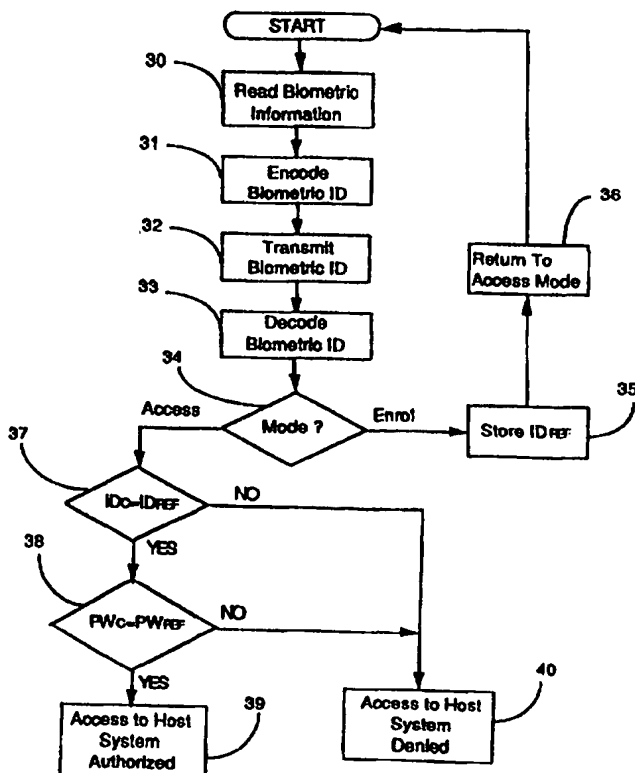 START
30
Read Biometric
Information
31
Encode
Biometric ID
32
Transmit
Biometric ID
33
Decode
Biometric ID
36
Return To
Access Mode
34
Mode ?
Access
Enrol
35
Store IDREF
37
IDC=IDREF
NO
YES
38
PWC=PWREF
NO
YES
Access to Host
System
Authorized
39
Access to Host
System
Denied
40